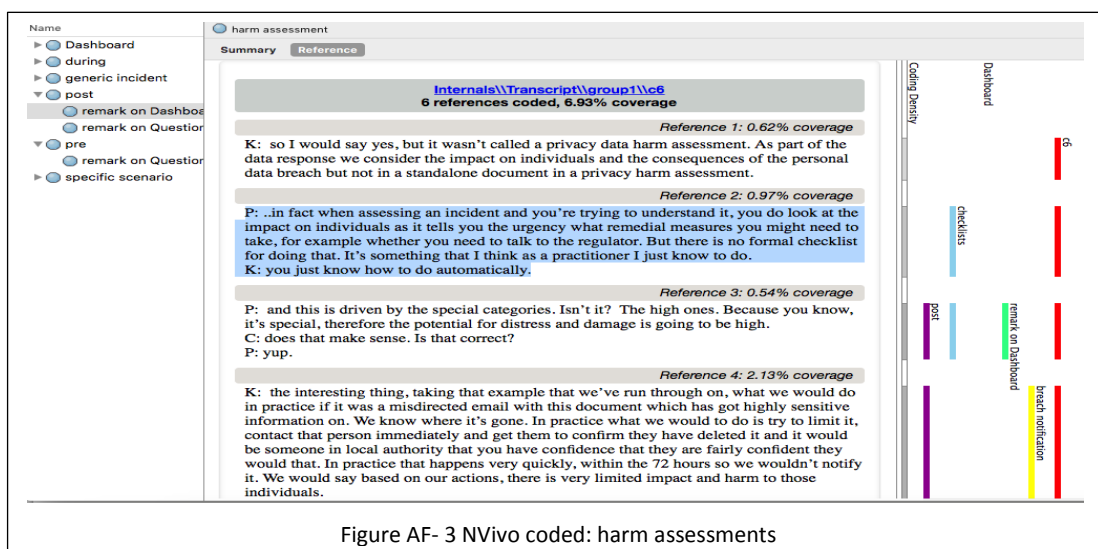 Name
Dashboard
during
generic incident
post
remark on Dashboa
remark on Question
pre
remark on Question
specific scenario
harm assessment
Summary Reference
Internals\\Transcript\\group1\\c6
6 references coded, 6.93% coverage
Reference 1: 0.62% coverage
K: so I would say yes, but it wasn't called a privacy data harm assessment. As part of the
data response we consider the impact on individuals and the consequences of the personal
data breach but not in a standalone document in a privacy harm assessment.
Reference 2: 0.97% coverage
P: ..in fact when assessing an incident and you're trying to understand it, you do look at the
impact on individuals as it tells you the urgency what remedial measures you might need to
take, for example whether you need to talk to the regulator. But there is no formal checklist
for doing that. It's something that I think as a practitioner I just know to do.
K: you just know how to do automatically.
Reference 3: 0.54% coverage
P: and this is driven by the special categories. Isn't it? The high ones. Because you know,
it's special, therefore the potential for distress and damage is going to be high.
C: does that make sense. Is that correct?
P: yup.
Reference 4: 2.13% coverage
K: the interesting thing, taking that example that we've run through on, what we would do
in practice if it was a misdirected email with this document which has got highly sensitive
information on. We know where it's gone. In practice what we would to do is try to limit it,
contact that person immediately and get them to confirm they have deleted it and it would
be someone in local authority that you have confidence that they are fairly confident they
would that. In practice that happens very quickly, within the 72 hours so we wouldn't notify
it. We would say based on our actions, there is very limited impact and harm to those
individuals.
Coding Density
Dashboard
c6
checklists
post
remark on Dashboard
breach notification
Figure AF- 3 NVivo coded: harm assessments